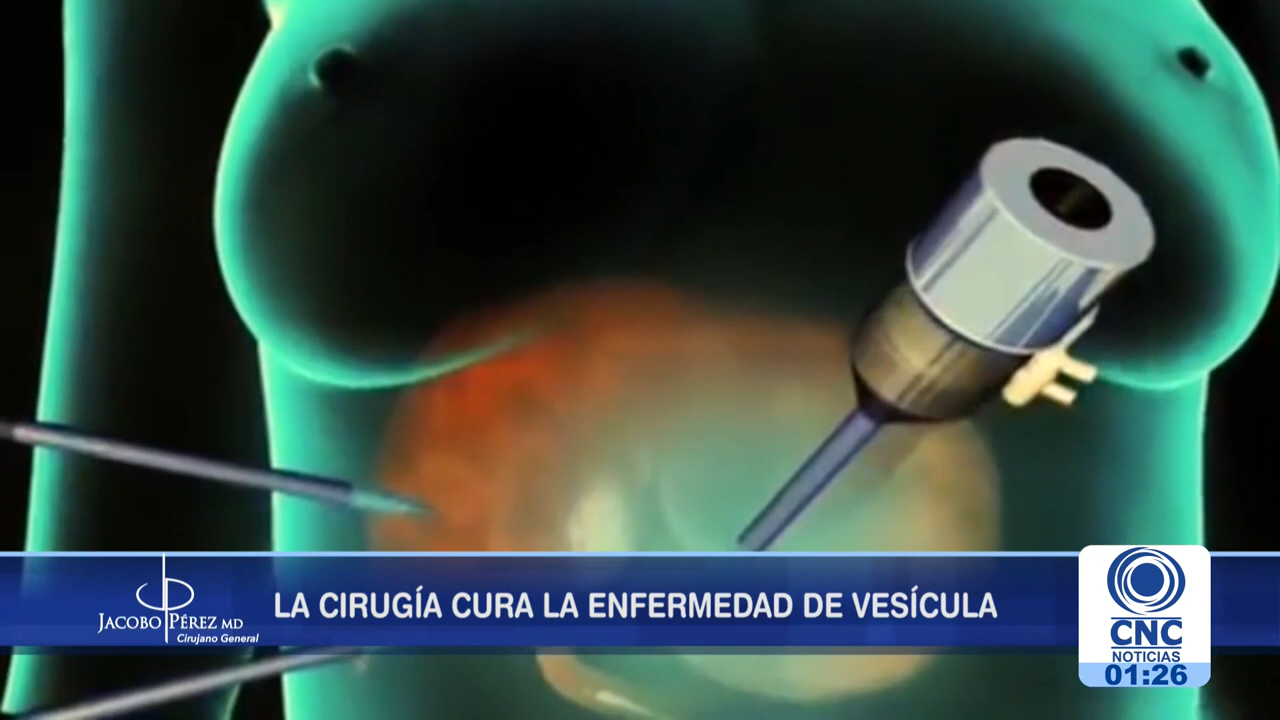 LA CIRUGÍA CURA LA ENFERMEDAD DE VESÍCULA
JACOBO PÉREZ MD
Cirujano General
CNC
NOTICIAS
01:26